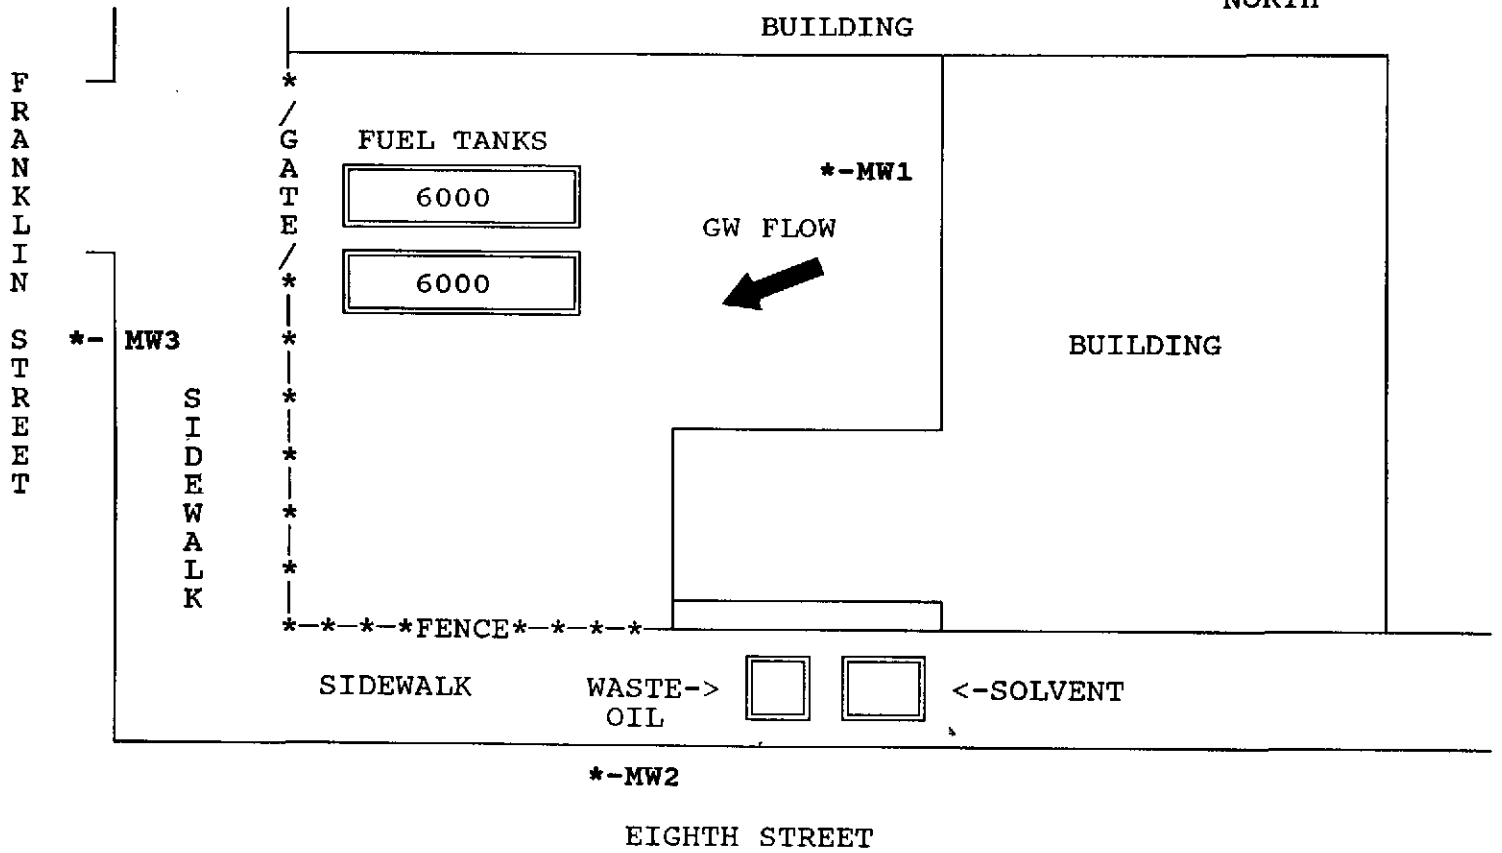 NORTH
BUILDING
FRANKLIN STREET
*
/GATE/
*
FUEL TANKS
6000
*-MW1
GW FLOW
6000
*- MW3
*
BUILDING
SIDEWALK
*
*
*
*
*-*-*-*FENCE*-*-*-*
SIDEWALK
WASTE->
OIL
<-SOLVENT
*-MW2
EIGHTH STREET